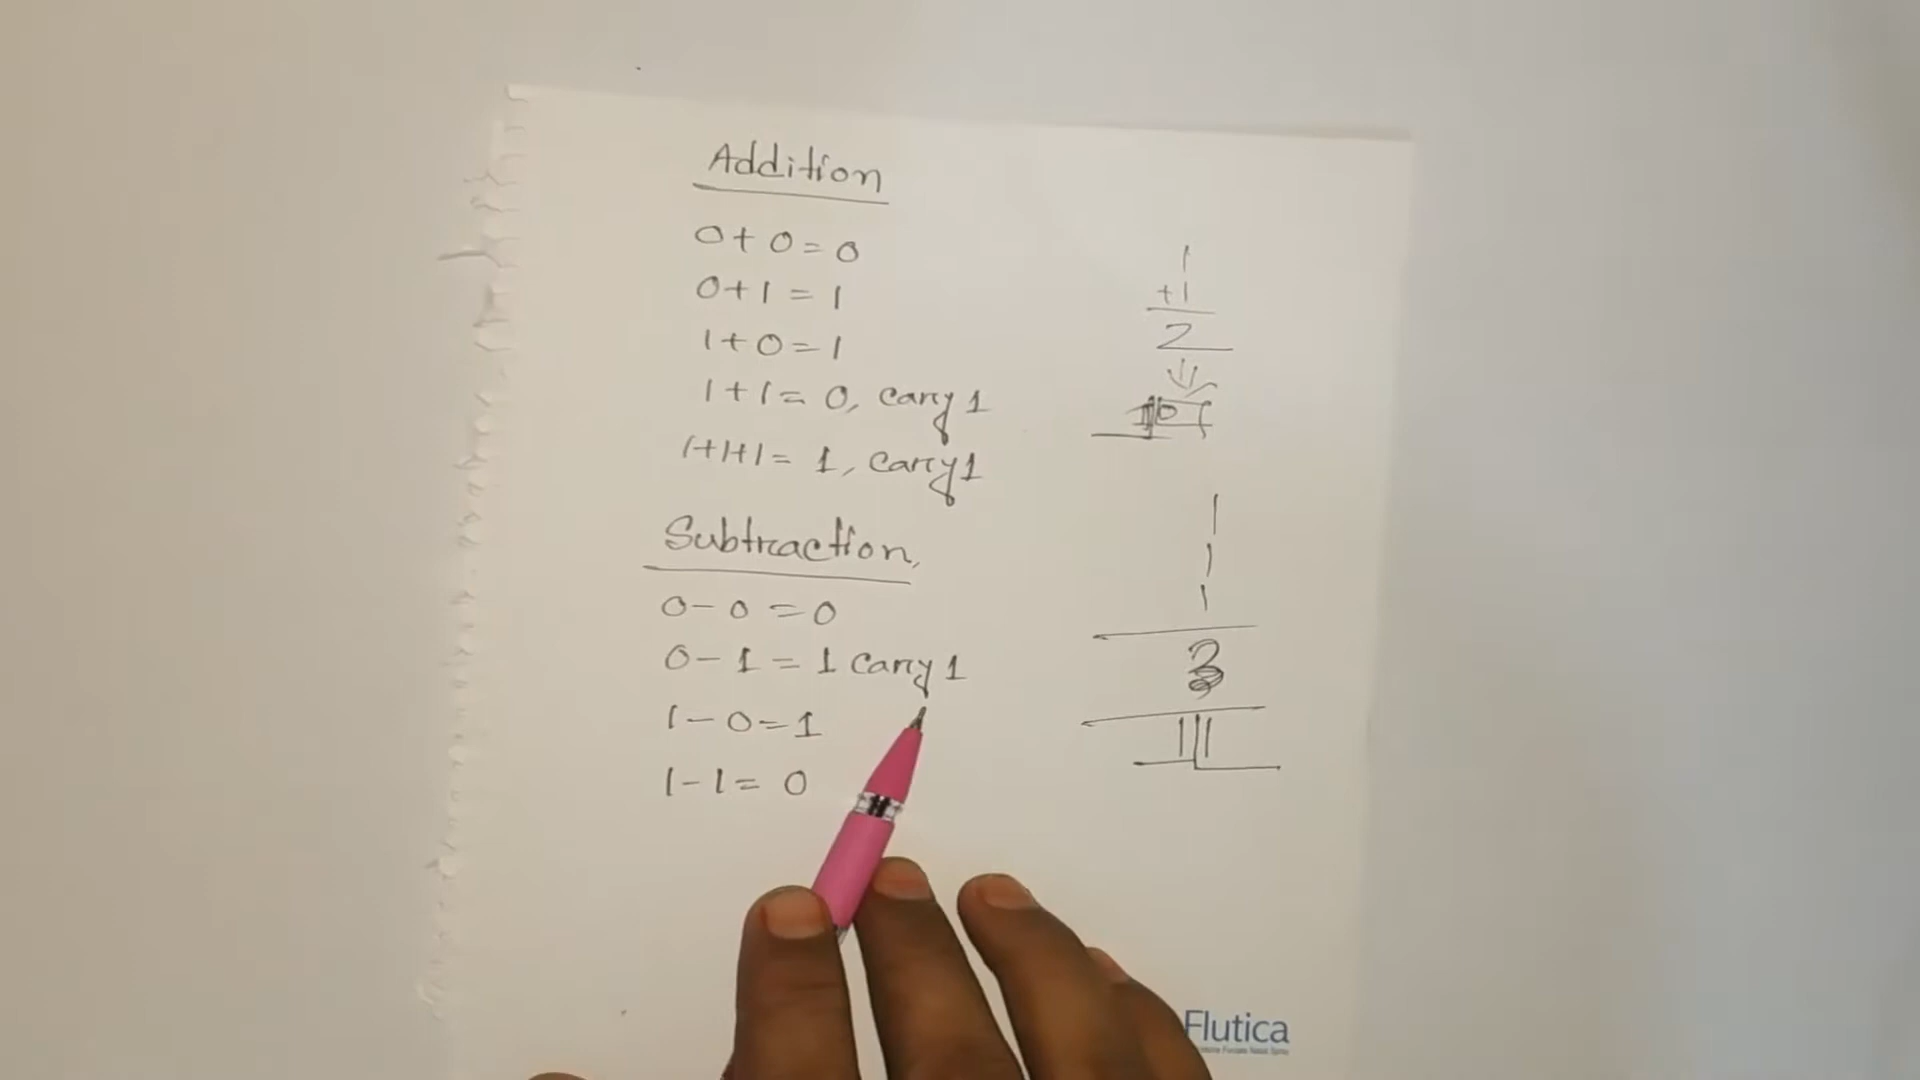 Addition
0+0=0
0+1=1
1+0=1
1+1=0, carry 1
1+1+1=1, carry 1
Subtraction,
0-0=0
0-1=1 carry 1
1-0=1
1-1=0
1
+1
2
10
1
1
1
3
11
Flutica